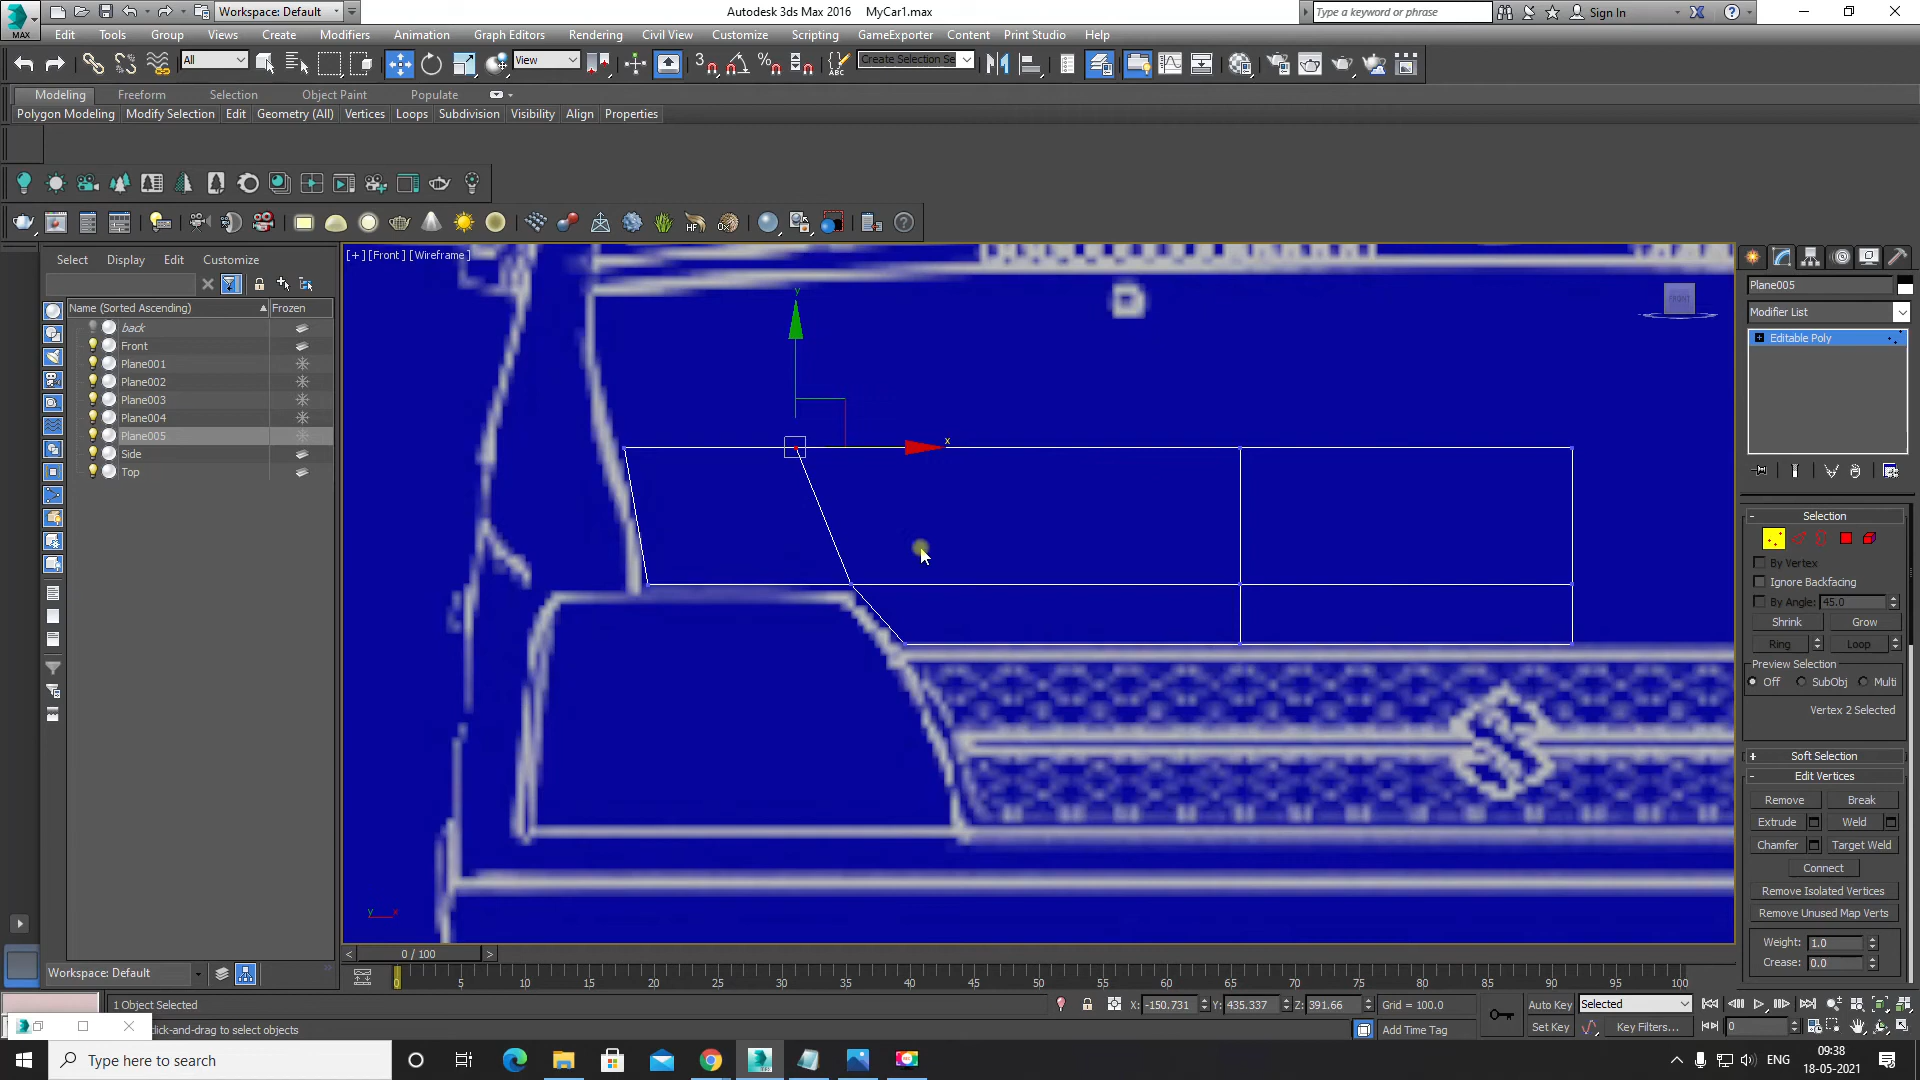 Workspace: Default
Autodesk 3ds Max 2016    MyCar1.max
Type a keyword or phrase
Sign In
MAX
Edit Tools Group Views Create Modifiers Animation Graph Editors Rendering Civil View Customize Scripting GameExporter Content Print Studio Help
All
View
3
Create Selection Se
Modeling Freeform Selection Object Paint Populate
Polygon Modeling Modify Selection Edit Geometry (All) Vertices Loops Subdivision Visibility Align Properties
HF
Select Display Edit Customize
Name (Sorted Ascending) Frozen
back
Front
Plane001
Plane002
Plane003
Plane004
Plane005
Side
Top
[+] [Front] [Wireframe]
FRONT
y
x
y
x
Plane005
Modifier List
Editable Poly
Selection
By Vertex
Ignore Backfacing
By Angle: 45.0
Shrink Grow
Ring Loop
Preview Selection
Off SubObj Multi
Vertex 2 Selected
Soft Selection
Edit Vertices
Remove Break
Extrude Weld
Chamfer Target Weld
Connect
Remove Isolated Vertices
Remove Unused Map Verts
Weight: 1.0
Crease: 0.0
0 / 100
Workspace: Default
0 5 10 15 20 25 30 35 40 45 50 55 60 65 70 75 80 85 90 95 100
1 Object Selected
X: -150.731 Y: 435.337 Z: 391.66 Grid = 100.0
Auto Key Selected
click-and-drag to select objects
Add Time Tag
Set Key Key Filters...
0
Type here to search
ENG
09:38
18-05-2021